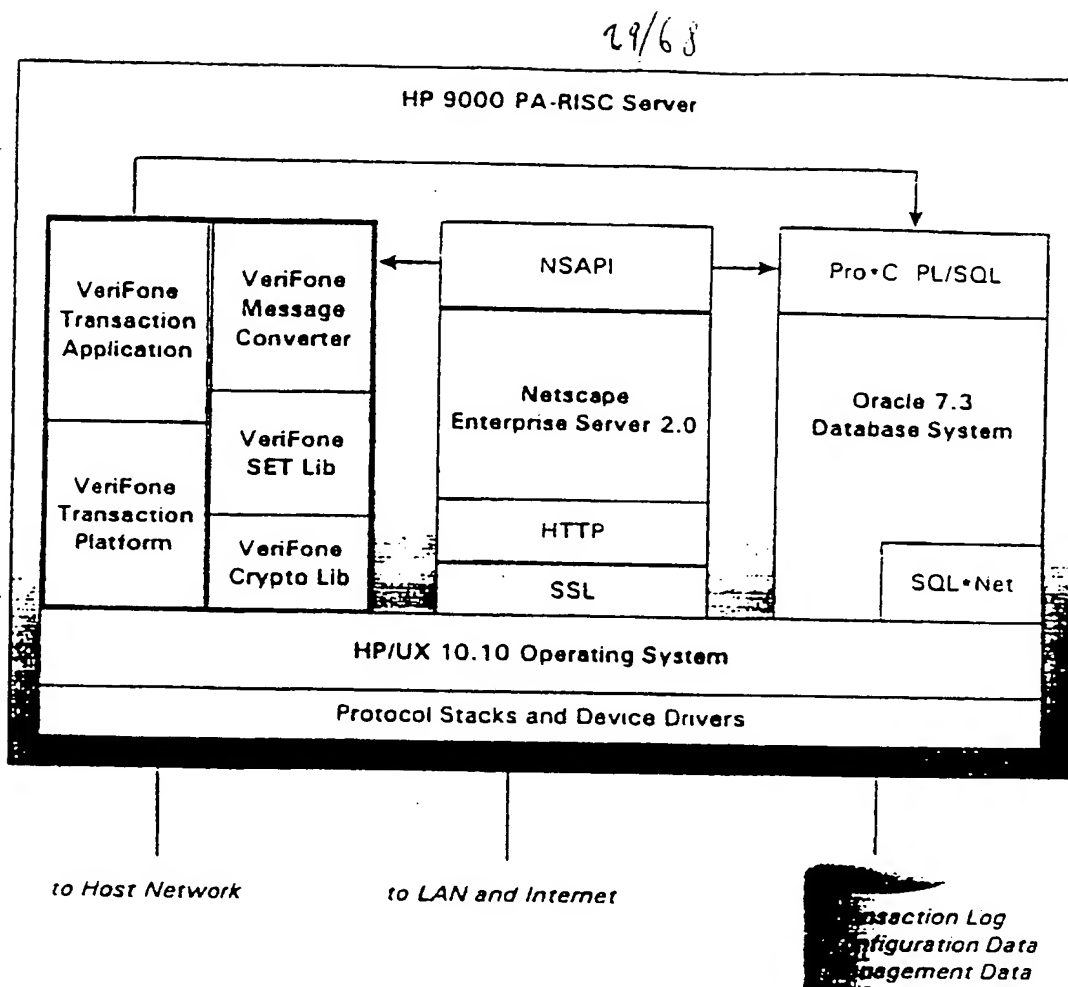 29/68
HP 9000 PA-RISC Server
VeriFone
Transaction
Application
VeriFone
Transaction
Platform
VeriFone
Message
Converter
VeriFone
SET Lib
VeriFone
Crypto Lib
NSAPI
Netscape
Enterprise Server 2.0
HTTP
SSL
Pro•C PL/SQL
Oracle 7.3
Database System
SQL•Net
HP/UX 10.10 Operating System
Protocol Stacks and Device Drivers
to Host Network
to LAN and Internet
Log
Data
Data